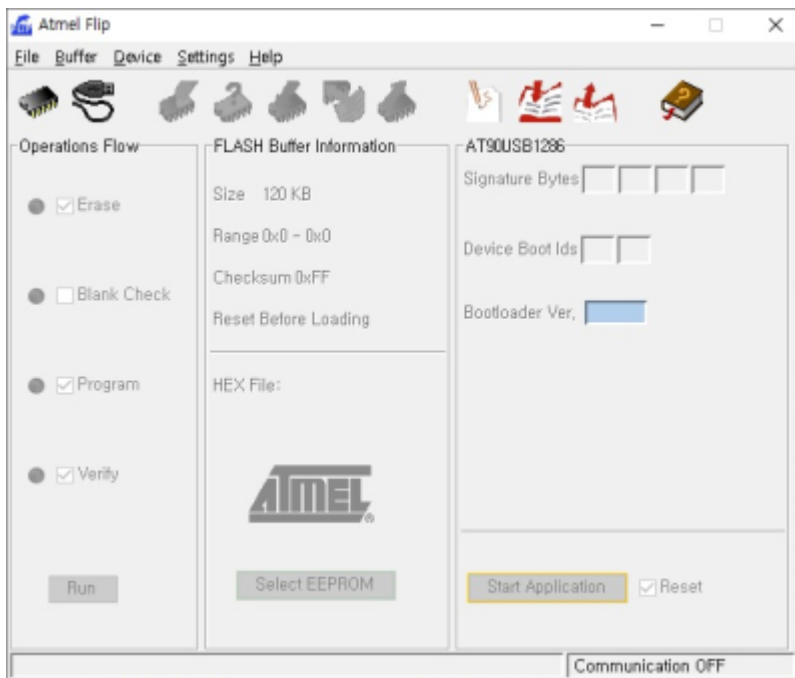 Atmel Flip
File Buffer Device Settings Help
Operations Flow
Erase
Blank Check
Program
Verify
Run
FLASH Buffer Information
Size 120 KB
Range 0x0 - 0x0
Checksum 0xFF
Reset Before Loading
HEX File:
ATMEL
Select EEPROM
AT90USB1286
Signature Bytes
Device Boot Ids
Bootloader Ver,
Start Application
Reset
Communication OFF